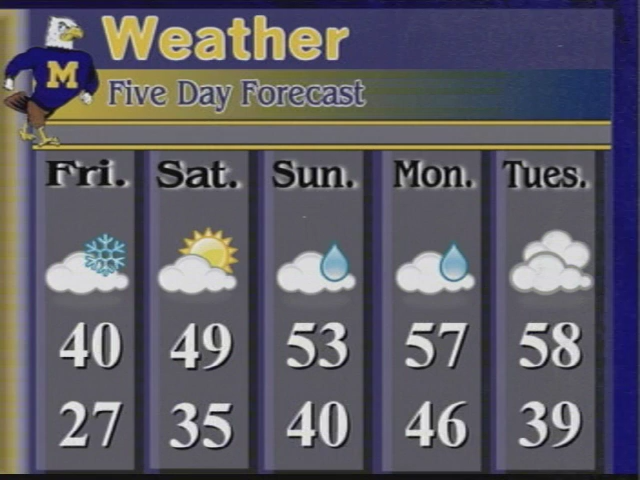 Weather
M
Five Day Forecast
Fri. Sat. Sun. Mon. Tues.
40 49 53 57 58
27 35 40 46 39